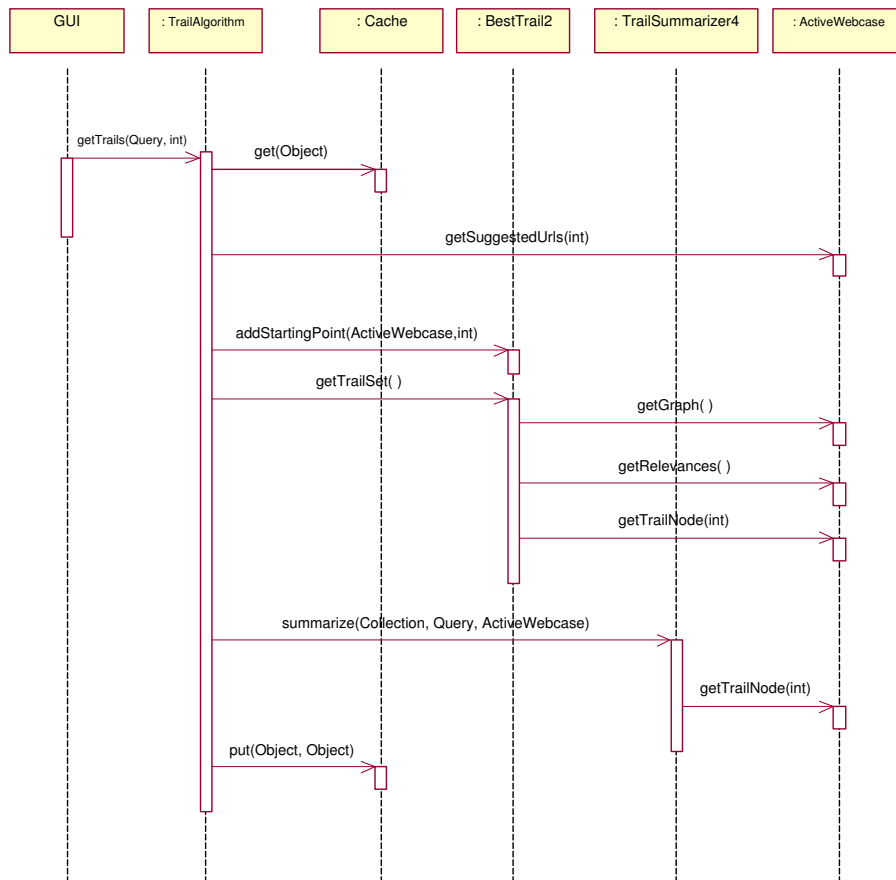 GUI
: TrailAlgorithm
: Cache
: BestTrail2
: TrailSummarizer4
: ActiveWebcase
getTrails(Query, int)
get(Object)
getSuggestedUrls(int)
addStartingPoint(ActiveWebcase,int)
getTrailSet( )
getGraph( )
getRelevances( )
getTrailNode(int)
summarize(Collection, Query, ActiveWebcase)
getTrailNode(int)
put(Object, Object)